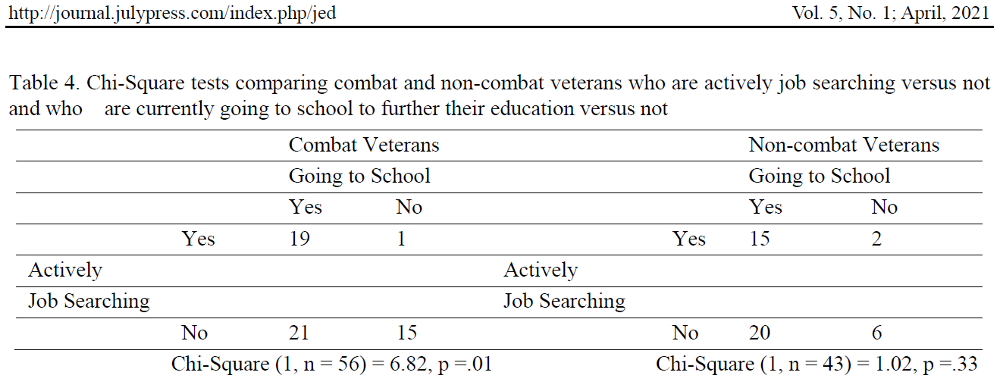 http://journal.julypress.com/index.php/jed Vol. 5, No. 1; April, 2021
Table 4. Chi-Square tests comparing combat and non-combat veterans who are actively job searching versus not
and who are currently going to school to further their education versus not
Combat Veterans Non-combat Veterans
Going to School Going to School
Yes No Yes No
Yes 19 1 Yes 15 2
Actively Actively
Job Searching Job Searching
No 21 15 No 20 6
Chi-Square (1, n = 56) = 6.82, p =.01 Chi-Square (1, n = 43) = 1.02, p =.33